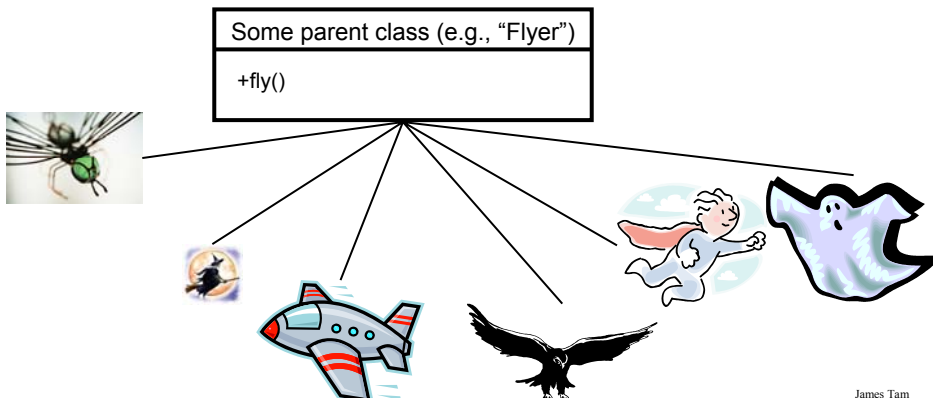 Some parent class (e.g., “Flyer”)
+fly()
James Tam